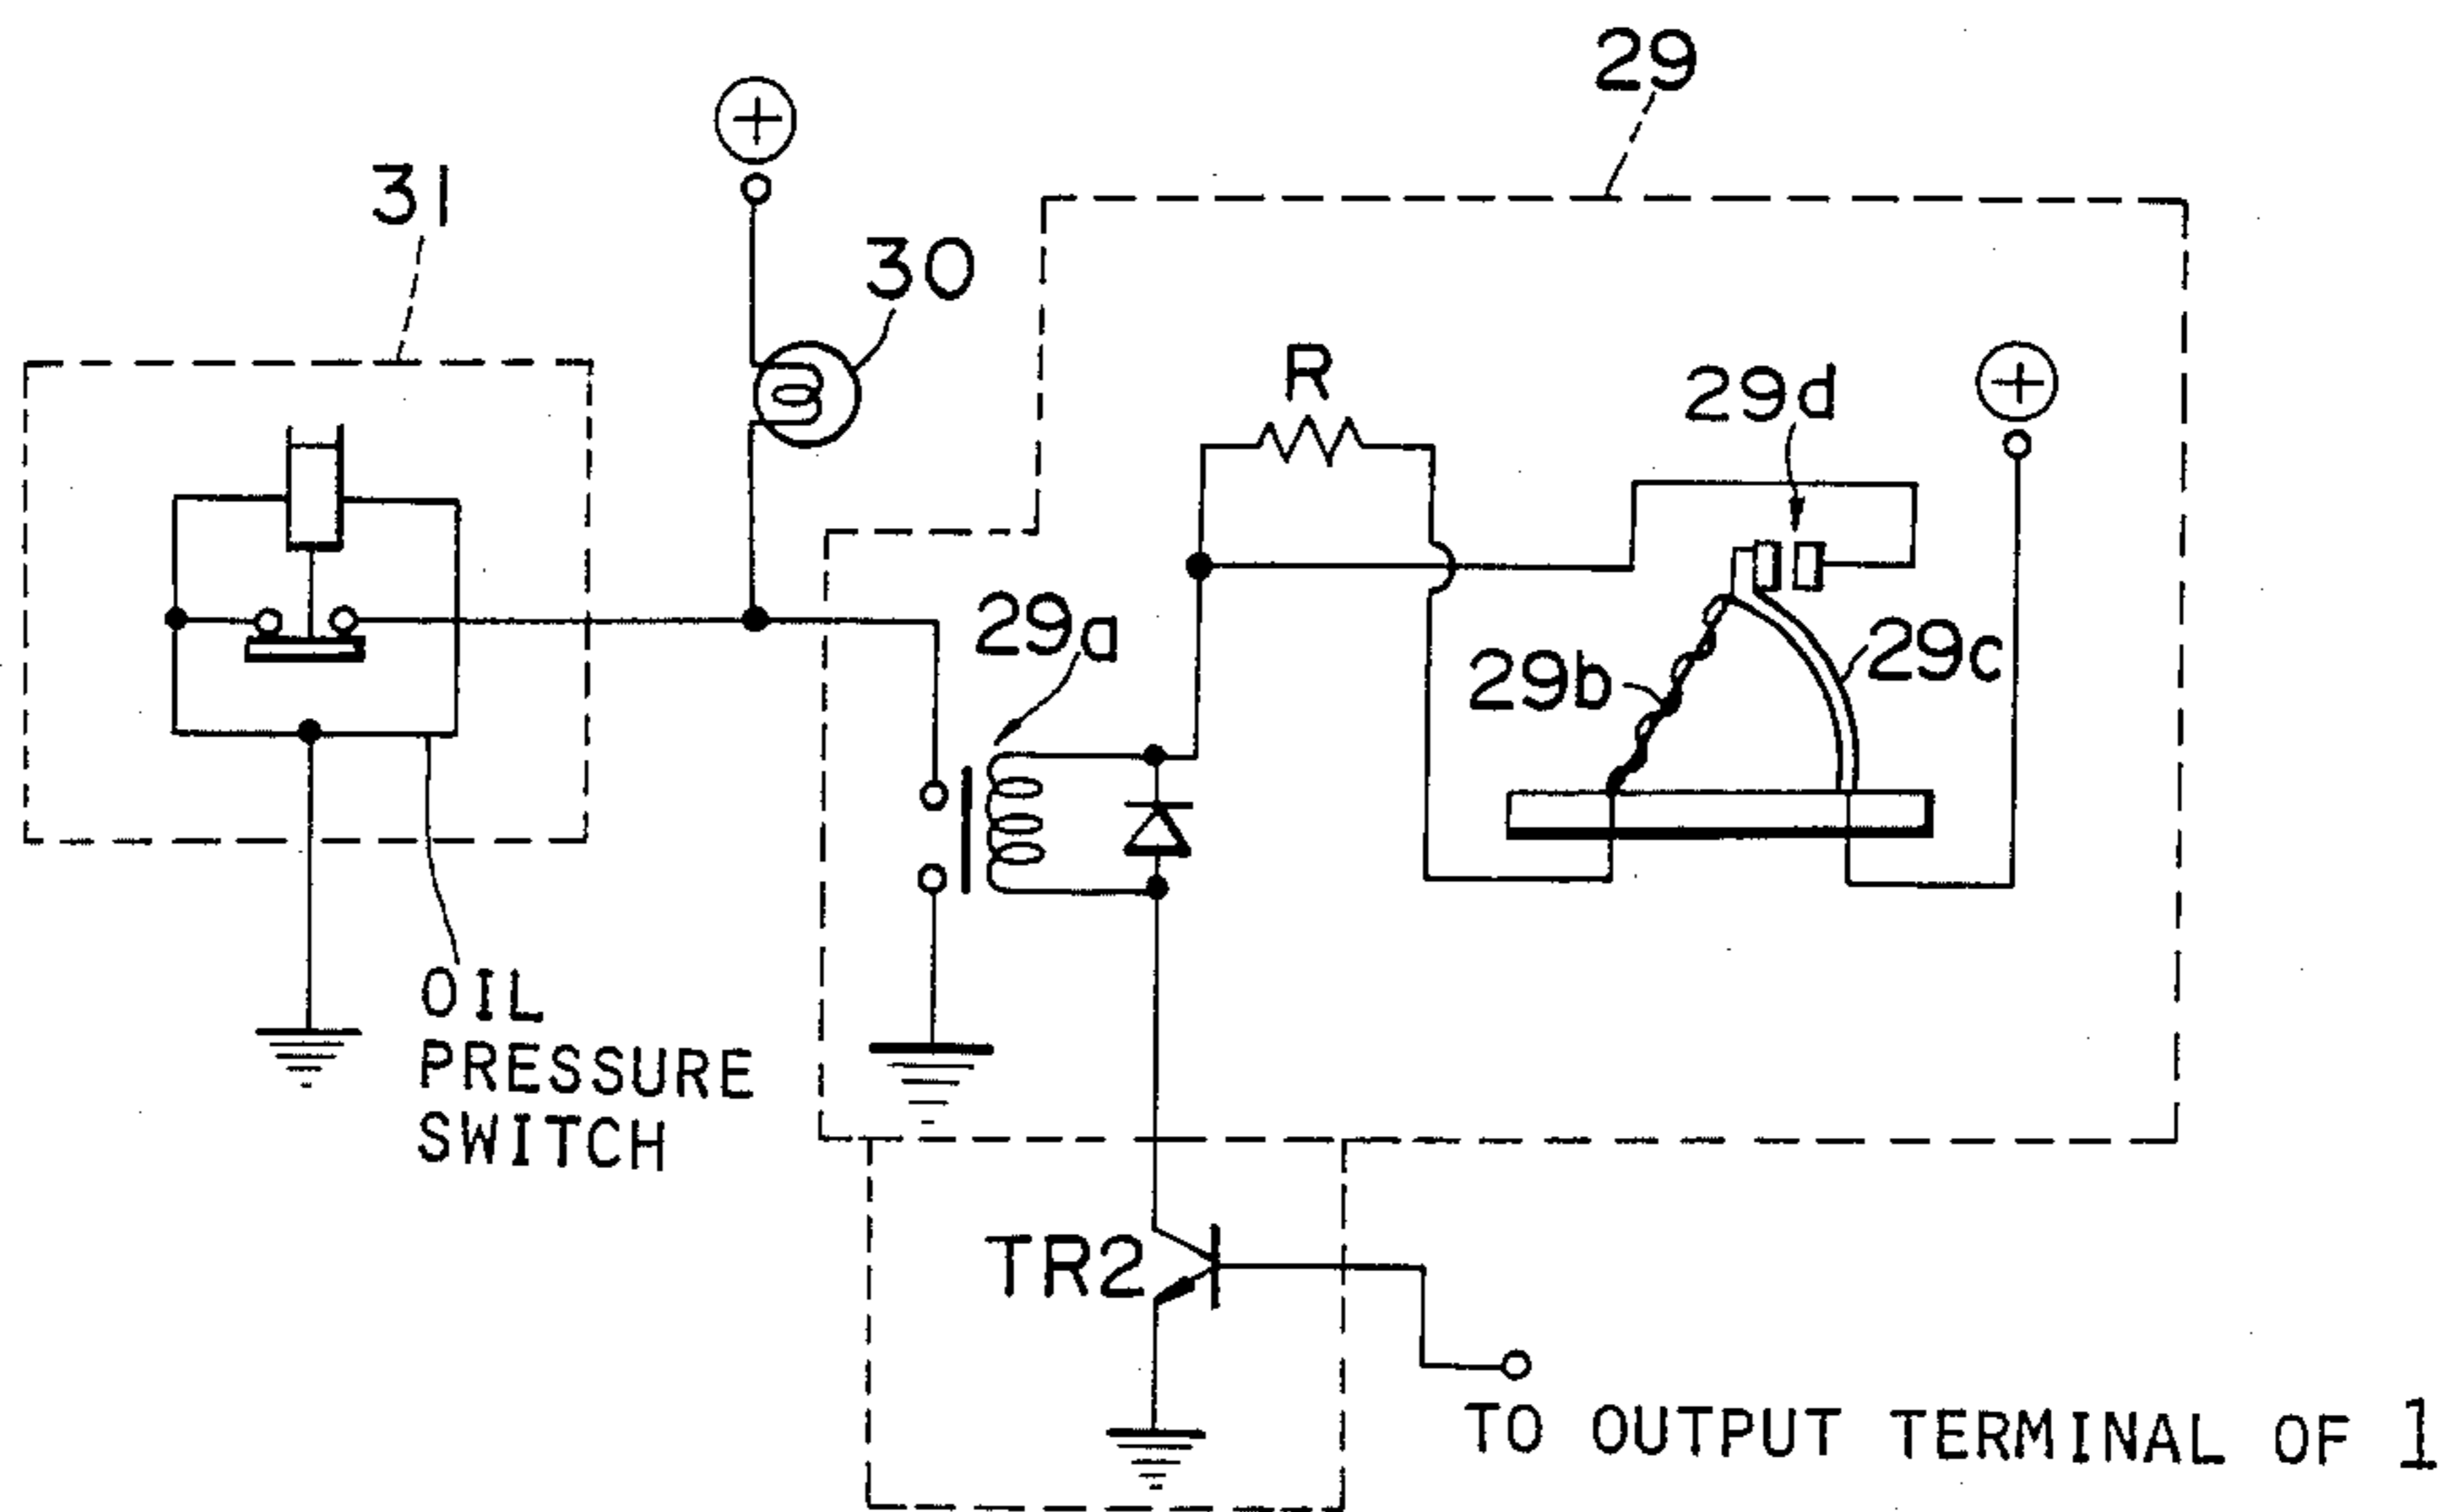 29
31
30
R
29d
29a
29b
29c
OIL
PRESSURE
SWITCH
TR2
TO OUTPUT TERMINAL OF 1